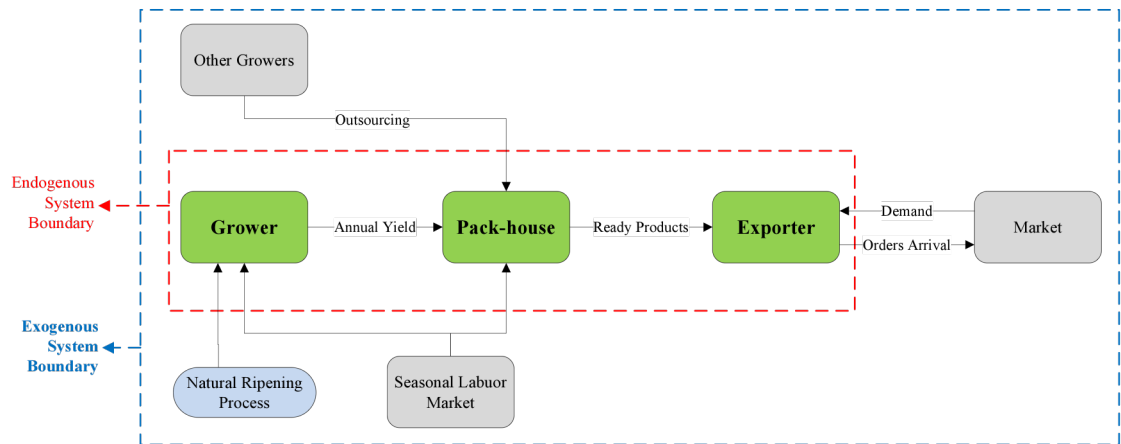 Other Growers
Outsourcing
Endogenous
System
Boundary
Grower
Annual Yield
Pack-house
Ready Products
Exporter
Demand
Orders Arrival
Market
Exogenous
System
Boundary
Natural Ripening
Process
Seasonal Labuor
Market